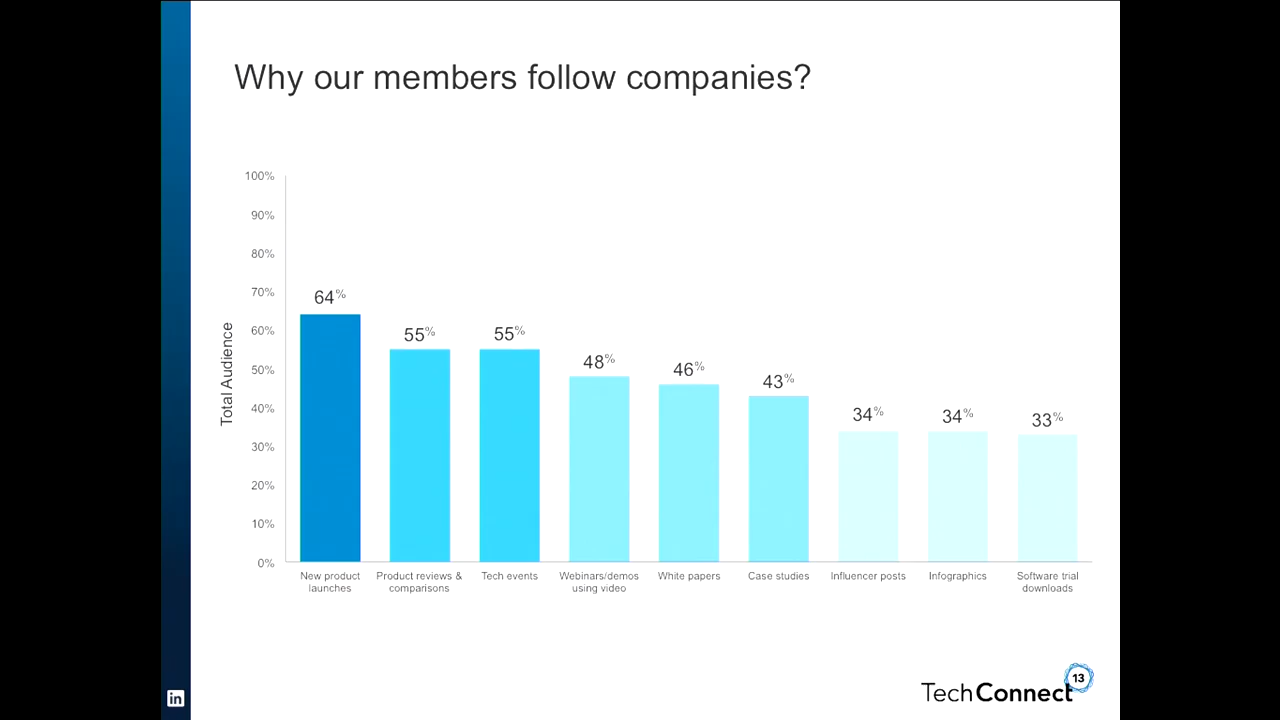 Why our members follow companies?
100%
90%
80%
70%
60%
50%
40%
30%
20%
10%
0%
Total Audience
64%
55%
55%
48%
46%
43%
34%
34%
33%
New product
launches
Product reviews &
comparisons
Tech events
Webinars/demos
using video
White papers
Case studies
Influencer posts
Infographics
Software trial
downloads
in
TechConnect
13